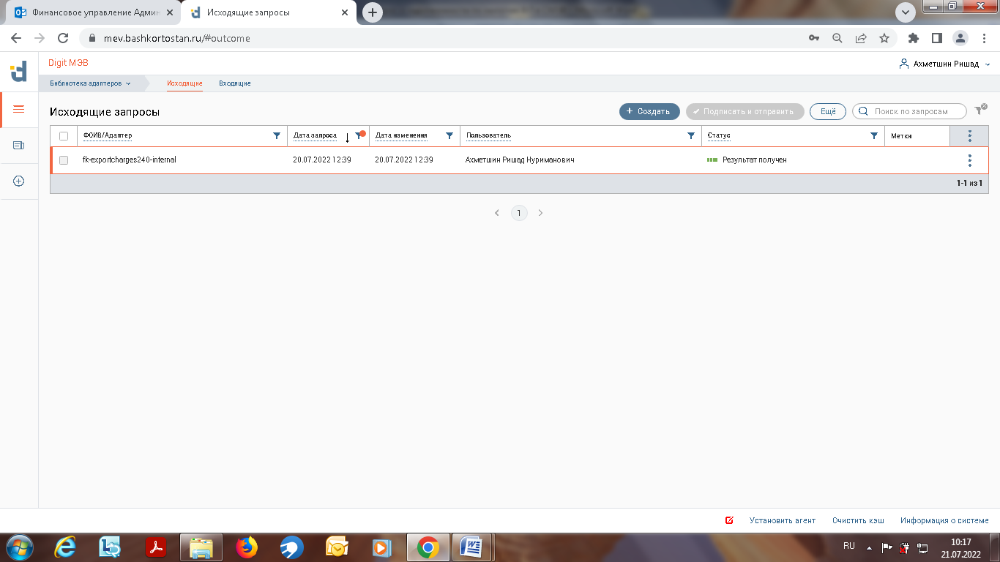 Финансовое управление Админ
Исходящие запросы
mev.bashkortostan.ru/#outcome
Digit МЭВ
Ахметшин Ришад
Библиотека адаптеров
Исходящие
Входящие
Исходящие запросы
+ Создать
Подписать и отправить
Ещё
Поиск по запросам
ФОИВ/Адаптер
Дата запроса
Дата изменения
Пользователь
Статус
Метки
fk-exportcharges240-internal
20.07.2022 12:39
20.07.2022 12:39
Ахметшин Ришад Нуриманович
Результат получен
1-1 из 1
1
Установить агент
Очистить кэш
Информация о системе
RU
10:17
21.07.2022